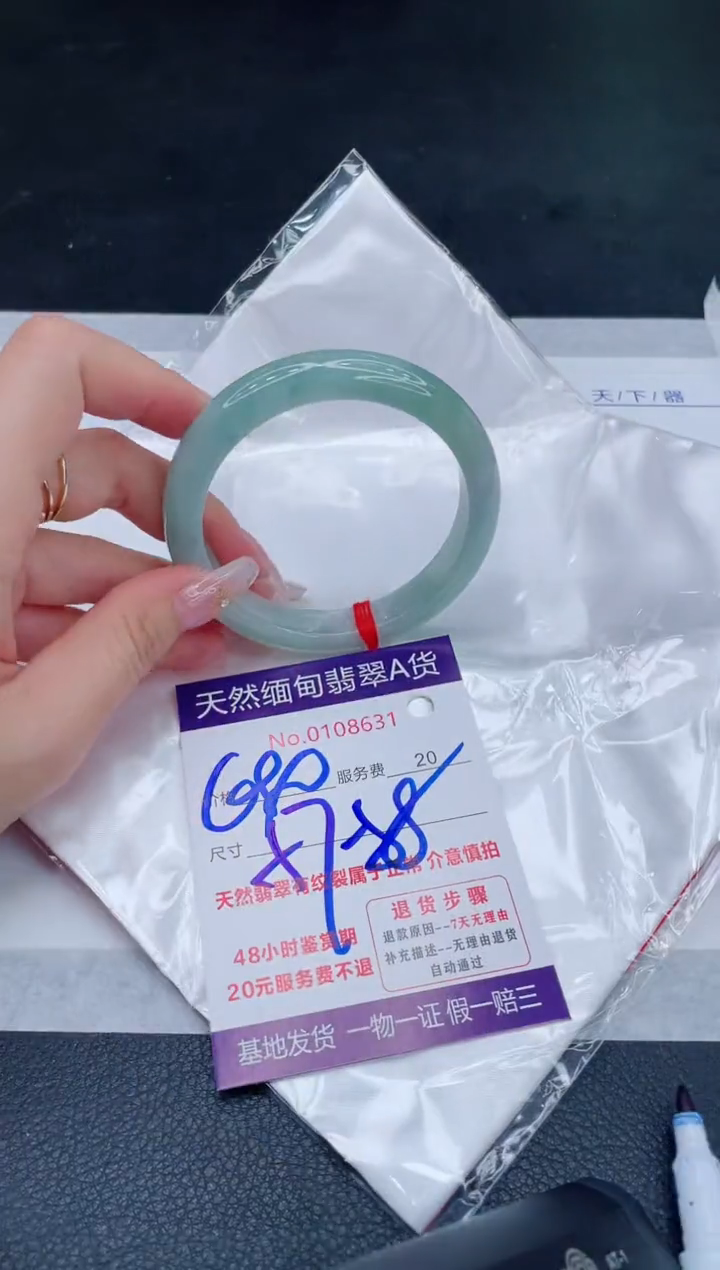 天/下/器
天然缅甸翡翠A货
No.0108631
价格 680 服务费 20
尺寸
天然翡翠有纹裂属于正常 介意慎拍
48小时鉴赏期
20元服务费不退
退货步骤
退款原因--7天无理由
补充描述--无理由退货
自动通过
基地发货 一物一证 假一赔三